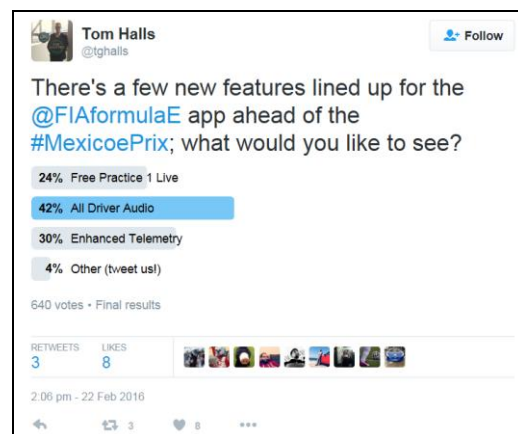 Tom Halls
@tghalls
Follow
There's a few new features lined up for the
@FIAformulaE app ahead of the
#MexicoePrix; what would you like to see?
24% Free Practice 1 Live
42% All Driver Audio
30% Enhanced Telemetry
4% Other (tweet us!)
640 votes • Final results
RETWEETS LIKES
3 8
2:06 pm - 22 Feb 2016
3 8